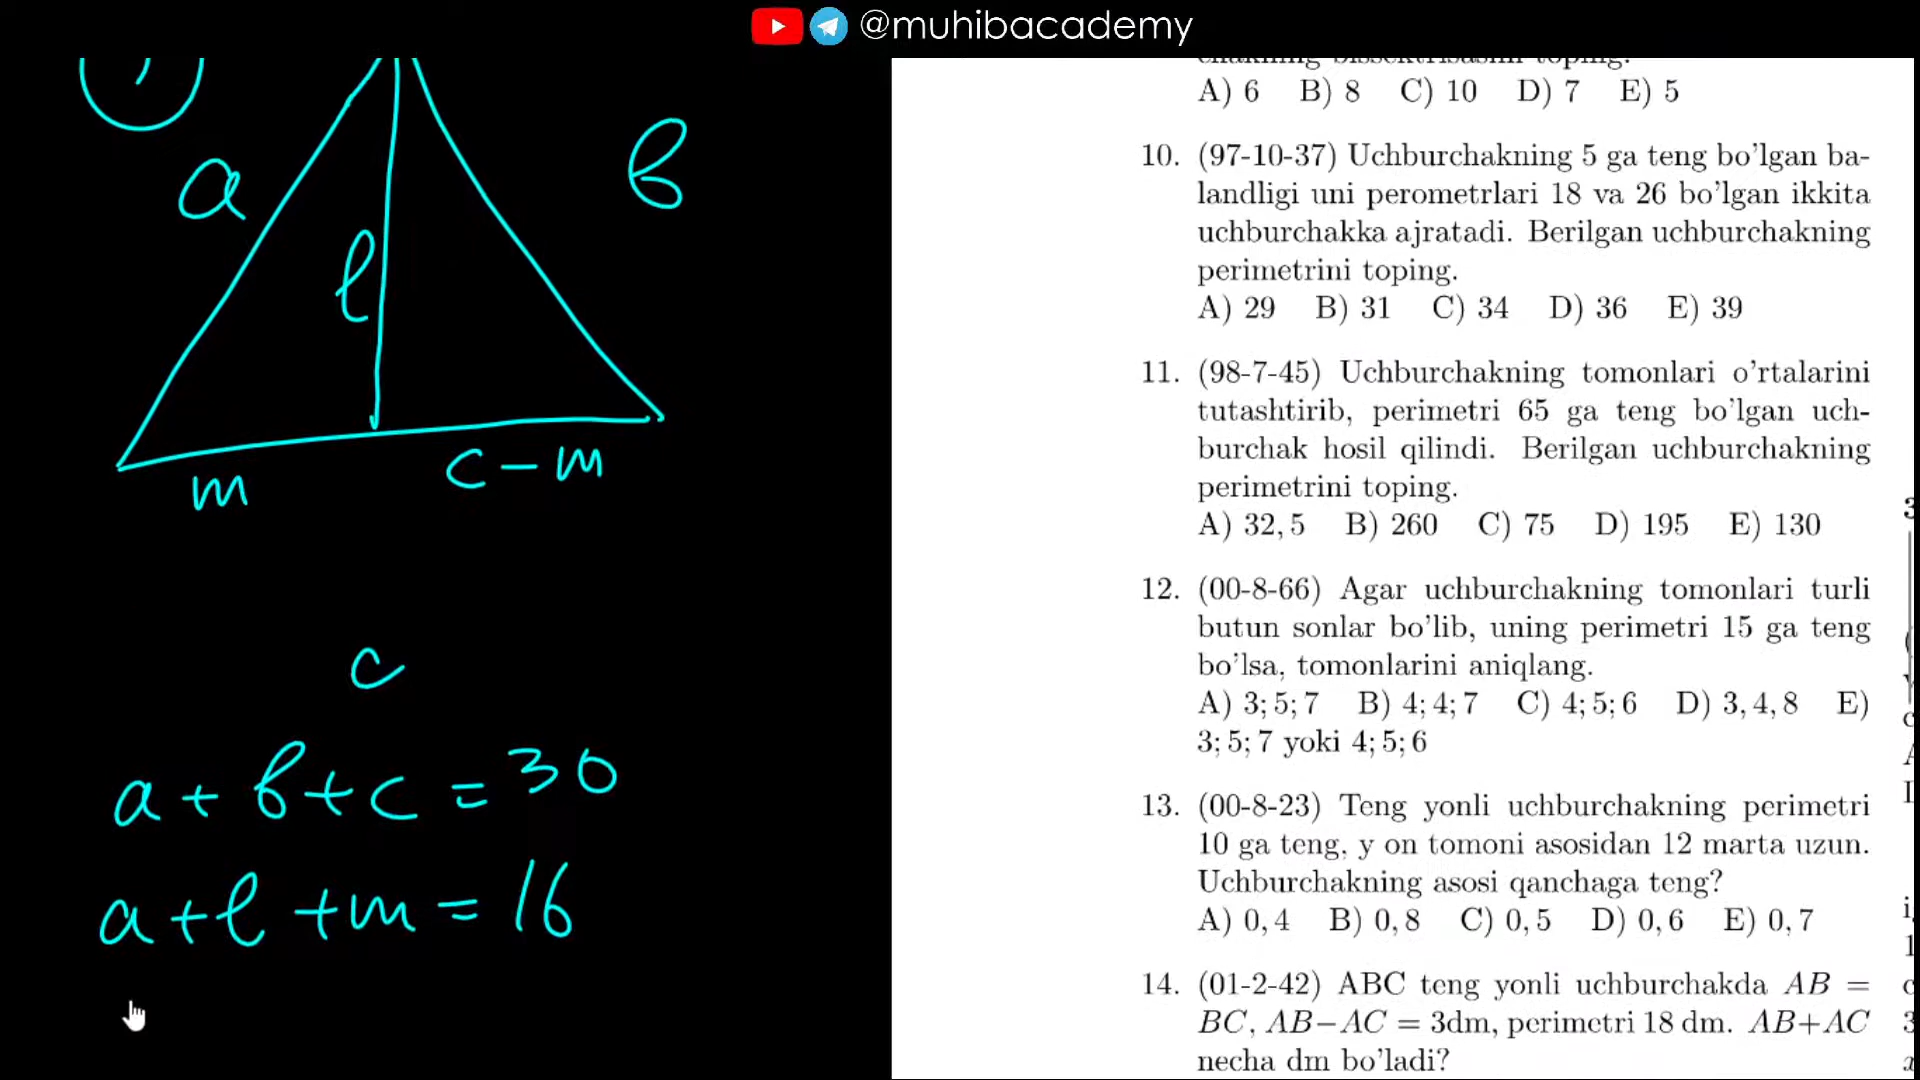 @muhibacademy
a
b
l
m
c - m
c
a + b + c = 30
a + l + m = 16
chakning bissektrisasini toping.
A) 6 B) 8 C) 10 D) 7 E) 5
10. (97-10-37) Uchburchakning 5 ga teng bo'lgan ba-
landligi uni perometrlari 18 va 26 bo'lgan ikkita
uchburchakka ajratadi. Berilgan uchburchakning
perimetrini toping.
A) 29 B) 31 C) 34 D) 36 E) 39
11. (98-7-45) Uchburchakning tomonlari o'rtalarini
tutashtirib, perimetri 65 ga teng bo'lgan uch-
burchak hosil qilindi. Berilgan uchburchakning
perimetrini toping.
A) 32,5 B) 260 C) 75 D) 195 E) 130
12. (00-8-66) Agar uchburchakning tomonlari turli
butun sonlar bo'lib, uning perimetri 15 ga teng
bo'lsa, tomonlarini aniqlang.
A) 3; 5; 7 B) 4; 4; 7 C) 4; 5; 6 D) 3, 4, 8 E)
3; 5; 7 yoki 4; 5; 6
13. (00-8-23) Teng yonli uchburchakning perimetri
10 ga teng, y on tomoni asosidan 12 marta uzun.
Uchburchakning asosi qanchaga teng?
A) 0,4 B) 0,8 C) 0,5 D) 0,6 E) 0,7
14. (01-2-42) ABC teng yonli uchburchakda AB =
BC, AB−AC = 3dm, perimetri 18 dm. AB+AC
necha dm bo'ladi?